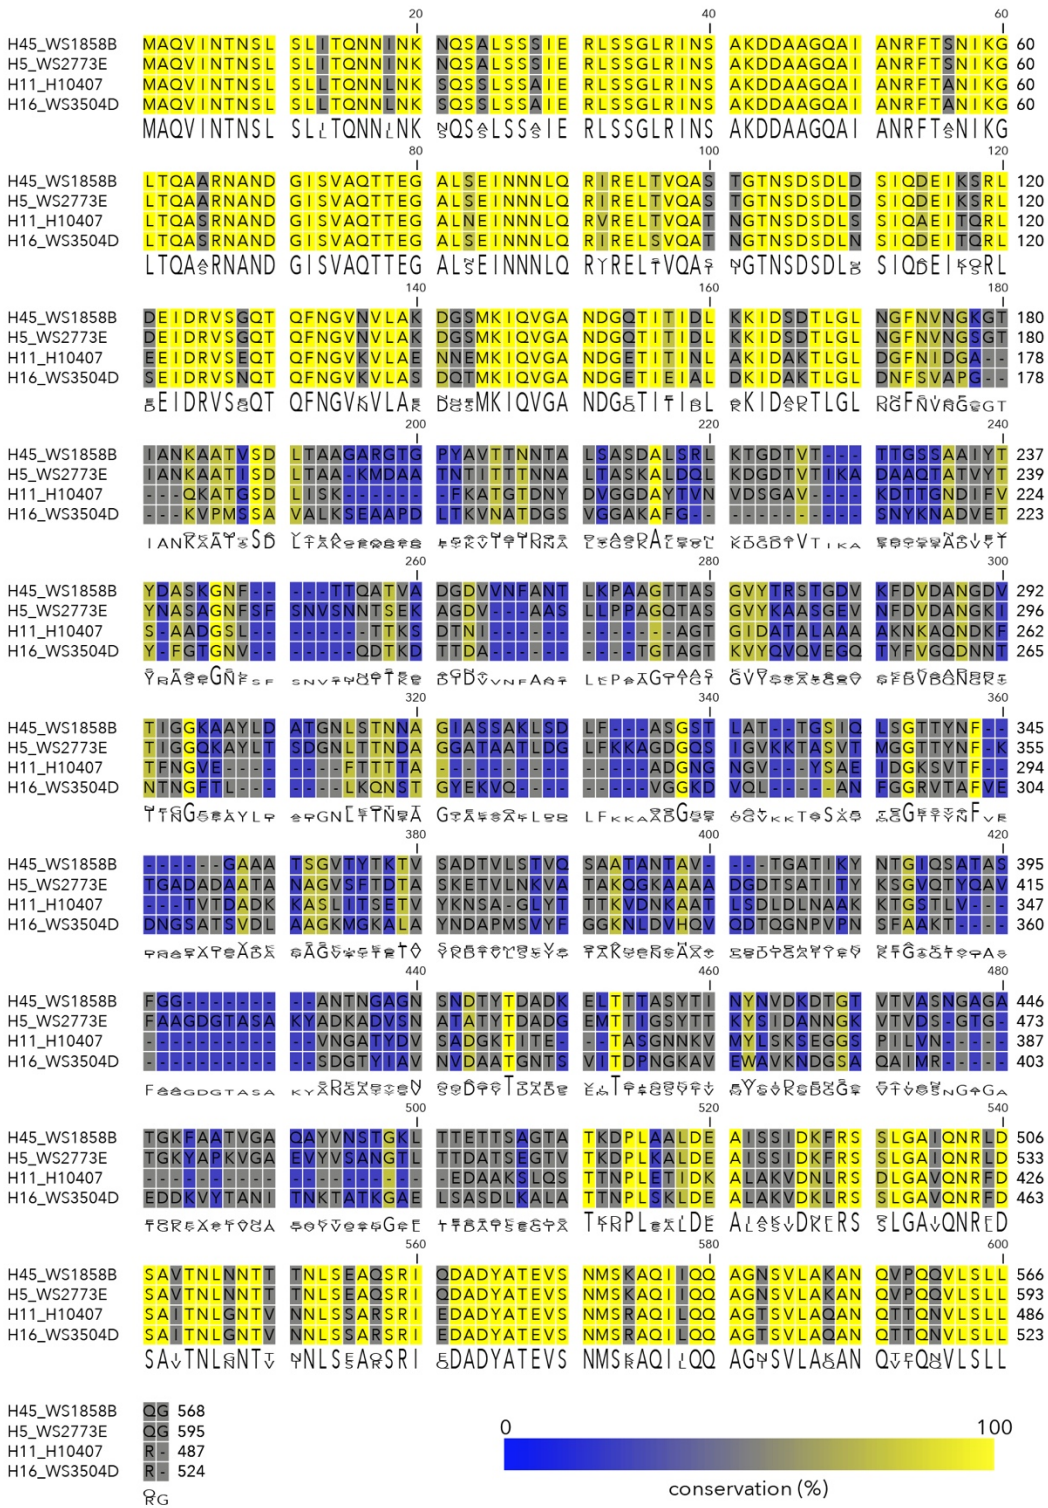 20 40 60
H45_WS1858B MAQVINTNSL SLITQNNINK NQSALSSSIE RLSSGLRINS AKDDAAGQAI ANRFTSNIKG 60
H5_WS2773E MAQVINTNSL SLITQNNINK NQSALSSSIE RLSSGLRINS AKDDAAGQAI ANRFTSNIKG 60
H11_H10407 MAQVINTNSL SLLTQNNLNK SQSSLSSAIE RLSSGLRINS AKDDAAGQAI ANRFTANIKG 60
H16_WS3504D MAQVINTNSL SLLTQNNLNK SQSSLSSAIE RLSSGLRINS AKDDAAGQAI ANRFTANIKG 60
80 100 120
H45_WS1858B LTQAARNAND GISVAQTTEG ALSEINNNLQ RIRELTVQAS TGTNSDSDLD SIQDEIKSRL 120
H5_WS2773E LTQAARNAND GISVAQTTEG ALSEINNNLQ RIRELTVQAS TGTNSDSDLD SIQDEIKSRL 120
H11_H10407 LTQASRNAND GISVAQTTEG ALNEINNNLQ RVRELTVQAT NGTNSDSDLS SIQAEITQRL 120
H16_WS3504D LTQASRNAND GISVAQTTEG ALSEINNNLQ RIRELSVQAT NGTNSDSDLN SIQDEITQRL 120
140 160 180
H45_WS1858B DEIDRVSGQT QFNGVNVLAK DGSMKIQVGA NDGQTITIDL KKIDSDTLGL NGFNVNGKGT 180
H5_WS2773E DEIDRVSGQT QFNGVNVLAK DGSMKIQVGA NDGQTITIDL KKIDSDTLGL NGFNVNGSGT 180
H11_H10407 EEIDRVSEQT QFNGVKVLAE NNEMKIQVGA NDGETITINL AKIDAKTLGL DGFNIDGA-- 178
H16_WS3504D SEIDRVSNQT QFNGVKVLAS DQTMKIQVGA NDGETIEIAL DKIDAKTLGL DNFSVAPG-- 178
200 220 240
H45_WS1858B IANKAATVSD LTAAGARGTG PYAVTTNNTA LSASDALSRL KTGDTVT--- TTGSSAAIYT 237
H5_WS2773E IANKAATISD LTAA-KMDAA TNTITTTNNA LTASKALDQL KDGDTVTIKA DAAQTATVYT 239
H11_H10407 ---QKATGSD LISK------ -FKATGTDNY DVGGDAYTVN VDSGAV---- KDTTGNDIFV 224
H16_WS3504D ---KVPMSSA VALKSEAAPD LTKVNATDGS VGGAKAFG-- ---------- SNYKNADVET 223
260 280 300
H45_WS1858B YDASKGNF-- ---TTQATVA DGDVVNFANT LKPAAGTTAS GVYTRSTGDV KFDVDANGDV 292
H5_WS2773E YNASAGNFSF SNVSNNTSEK AGDV---AAS LLPPAGQTAS GVYKAASGEV NFDVDANGKI 296
H11_H10407 S-AADGSL-- ------TTKS DTNI------ -------AGT GIDATALAAA AKNKAQNDKF 262
H16_WS3504D Y-FGTGNV-- -----QDTKD TTDA------ ----TGTAGT KVYQVQVEGQ TYFVGQDNNT 265
320 340 360
H45_WS1858B TIGGKAAYLD ATGNLSTNNA GIASSAKLSD LF---ASGST LAT--TGSIQ LSGTTYNF-- 345
H5_WS2773E TIGGQKAYLT SDGNLTTNDA GGATAATLDG LFKKAGDGQS IGVKKTASVT MGGTTYNF-K 355
H11_H10407 TFNGVE---- ----FTTTTA ---------- -----ADGNG NGV---YSAE IDGKSVTF-- 294
H16_WS3504D NTNGFTL--- ----LKQNST GYEKVQ---- -----VGGKD VQL-----AN FGGRVTAFVE 304
380 400 420
H45_WS1858B ------GAAA TSGVTYTKTV SADTVLSTVQ SAATANTAV- ---TGATIKY NTGIQSATAS 395
H5_WS2773E TGADADAATA NAGVSFTDTA SKETVLNKVA TAKQGKAAAA DGDTSATITY KSGVQTYQAV 415
H11_H10407 ---TVTDADK KASLITSETV YKNSA-GLYT TTKVDNKAAT LSDLDLNAAK KTGSTLV--- 347
H16_WS3504D DNGSATSVDL AAGKMGKALA YNDAPMSVYF GGKNLDVHQV QDTQGNPVPN SFAAKT---- 360
440 460 480
H45_WS1858B FGG------- --ANTNGAGN SNDTYTDADK ELTTTASYTI NYNVDKDTGT VTVASNGAGA 446
H5_WS2773E FAAGDGTASA KYADKADVSN ATATYTDADG EMTTIGSYTT KYSIDANNGK VTVDS-GTG- 473
H11_H10407 ---------- --VNGATYDV SADGKTITE- --TASGNNKV MYLSKSEGGS PILVN----- 387
H16_WS3504D ---------- --SDGTYIAV NVDAATGNTS VITDPNGKAV EWAVKNDGSA QAIMR----- 403
500 520 540
H45_WS1858B TGKFAATVGA QAYVNSTGKL TTETTSAGTA TKDPLAALDE AISSIDKFRS SLGAIQNRLD 506
H5_WS2773E TGKYAPKVGA EVYVSANGTL TTDATSEGTV TKDPLKALDE AISSIDKFRS SLGAIQNRLD 533
H11_H10407 ---------- ---------- -EDAAKSLQS TTNPLETIDK ALAKVDNLRS DLGAVQNRFD 426
H16_WS3504D EDDKVYTANI TNKTATKGAE LSASDLKALA TTNPLSKLDE ALAKVDKLRS SLGAVQNRFD 463
560 580 600
H45_WS1858B SAVTNLNNTT TNLSEAQSRI QDADYATEVS NMSKAQIIQQ AGNSVLAKAN QVPQQVLSLL 566
H5_WS2773E SAVTNLNNTT TNLSEAQSRI QDADYATEVS NMSKAQIIQQ AGNSVLAKAN QVPQQVLSLL 593
H11_H10407 SAITNLGNTV NNLSSARSRI EDADYATEVS NMSRAQILQQ AGTSVLAQAN QTTQNVLSLL 486
H16_WS3504D SAITNLGNTV NNLSSARSRI EDADYATEVS NMSRAQILQQ AGTSVLAQAN QTTQNVLSLL 523
H45_WS1858B QG 568
H5_WS2773E QG 595
H11_H10407 R- 487
H16_WS3504D R- 524
0 100
conservation (%)